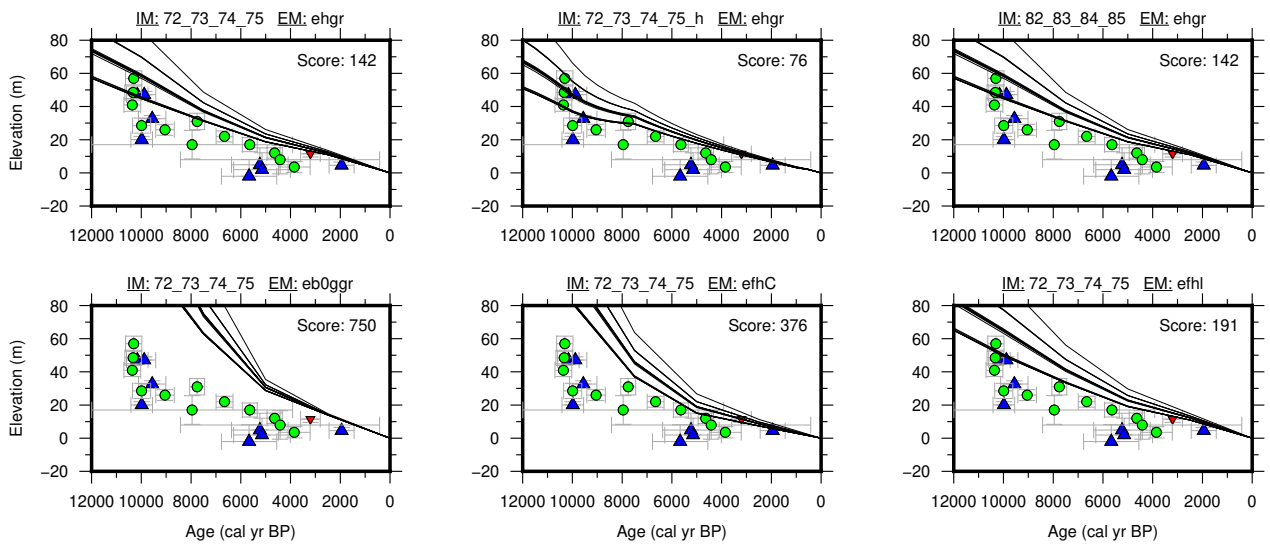 IM: 72_73_74_75 EM: ehgr
IM: 72_73_74_75_h EM: ehgr
IM: 82_83_84_85 EM: ehgr
80
60
40
20
0
−20
Elevation (m)
Score: 142
12000 10000 8000 6000 4000 2000 0
80
60
40
20
0
−20
Score: 76
12000 10000 8000 6000 4000 2000 0
80
60
40
20
0
−20
Score: 142
12000 10000 8000 6000 4000 2000 0
IM: 72_73_74_75 EM: eb0ggr
IM: 72_73_74_75 EM: efhC
IM: 72_73_74_75 EM: efhl
80
60
40
20
0
−20
Elevation (m)
Score: 750
12000 10000 8000 6000 4000 2000 0
Age (cal yr BP)
80
60
40
20
0
−20
Score: 376
12000 10000 8000 6000 4000 2000 0
Age (cal yr BP)
80
60
40
20
0
−20
Score: 191
12000 10000 8000 6000 4000 2000 0
Age (cal yr BP)